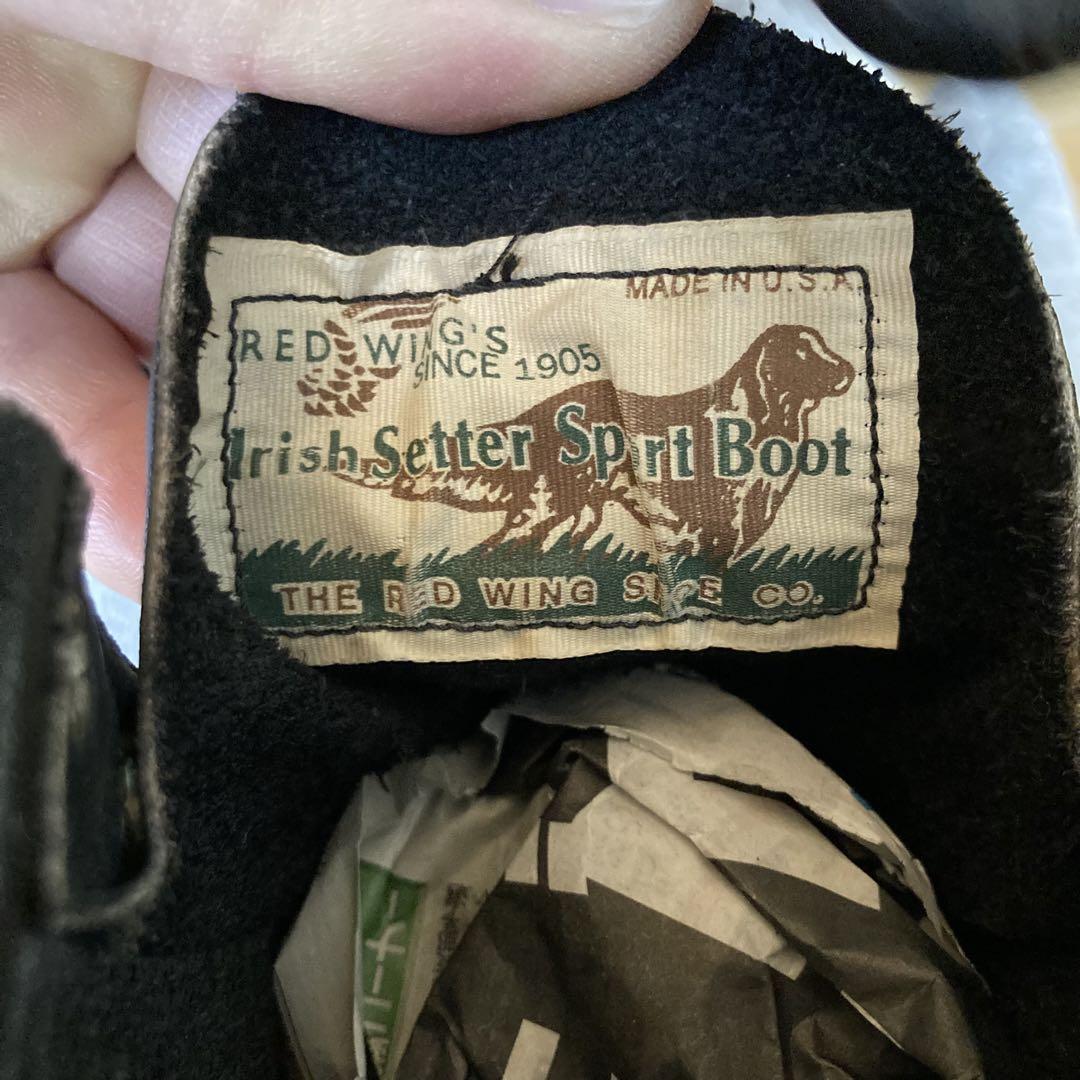 MADE IN U.S.A.
RED WING'S
SINCE 1905
Irish Setter Sport Boot
THE RED WING SHOE CO.